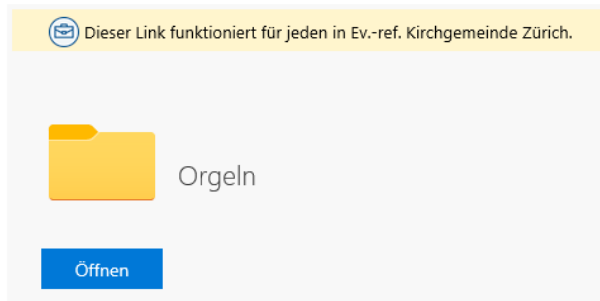 Dieser Link funktioniert für jeden in Ev.-ref. Kirchgemeinde Zürich.
Orgeln
Öffnen